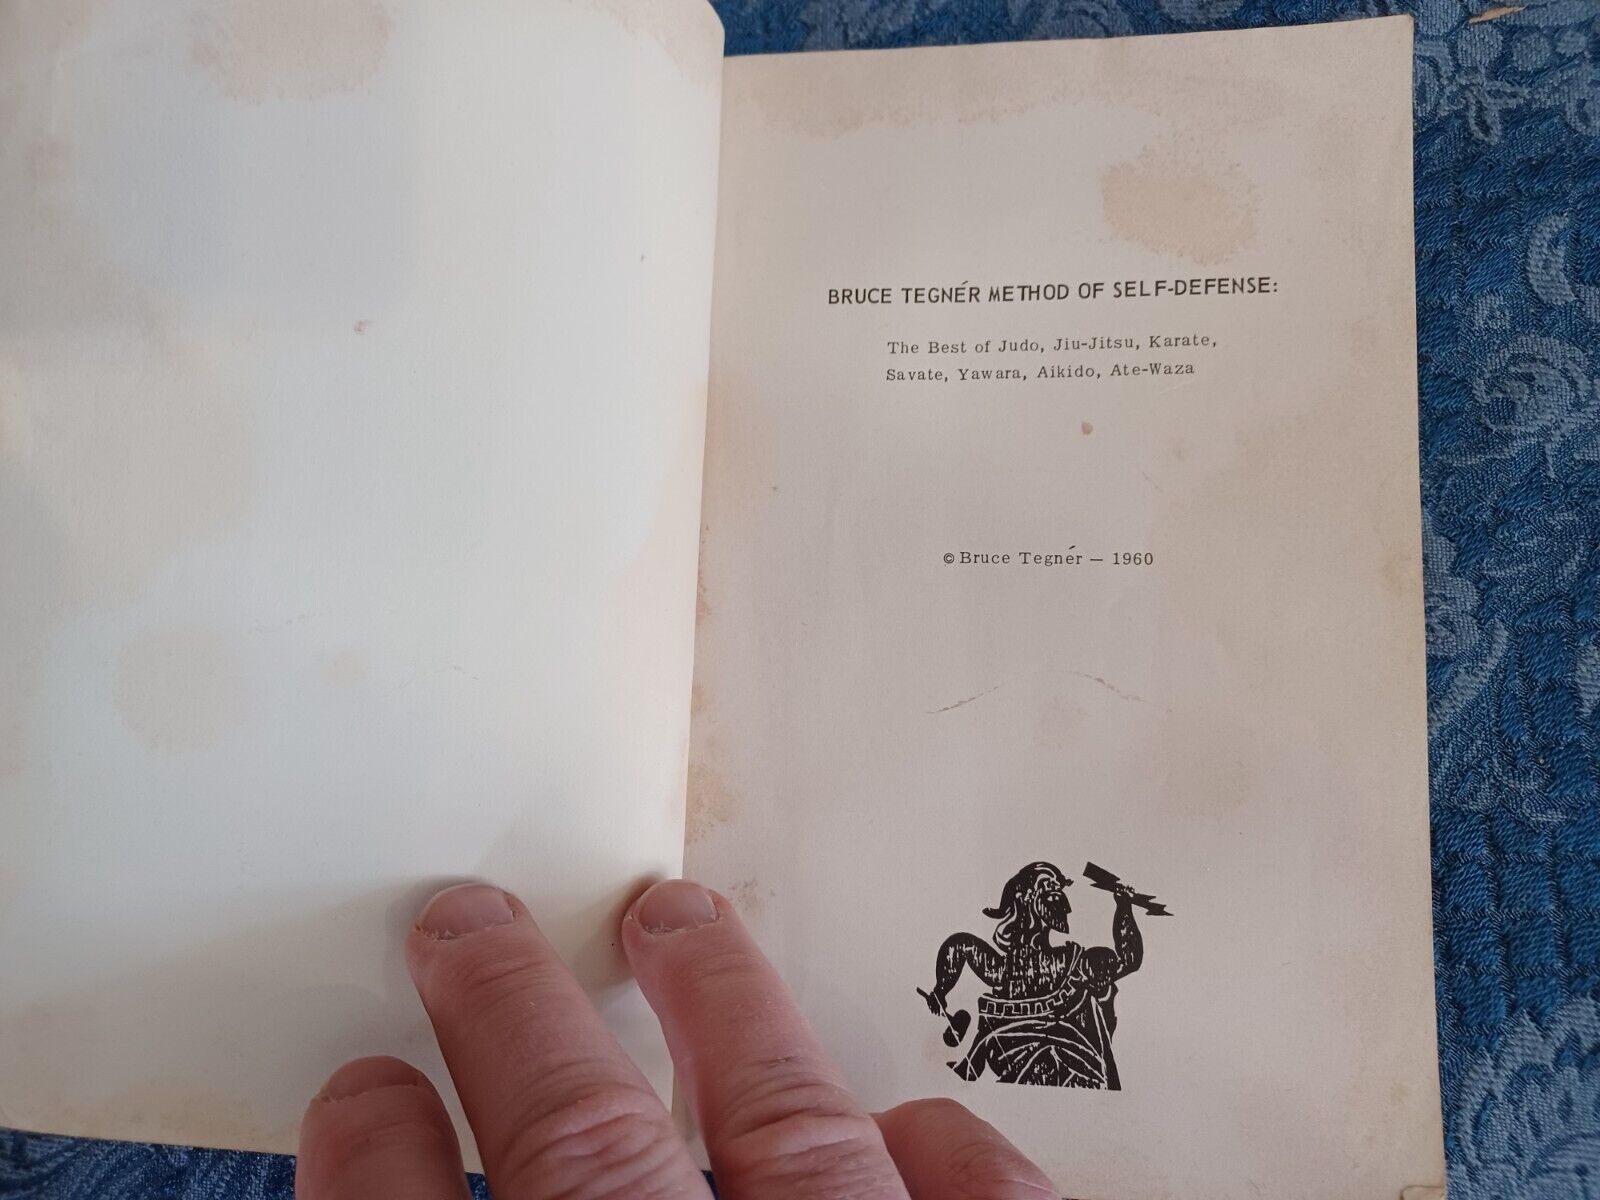 BRUCE TEGNÉR METHOD OF SELF-DEFENSE:
The Best of Judo, Jiu-Jitsu, Karate,
Savate, Yawara, Aikido, Ate-Waza
© Bruce Tegnér — 1960